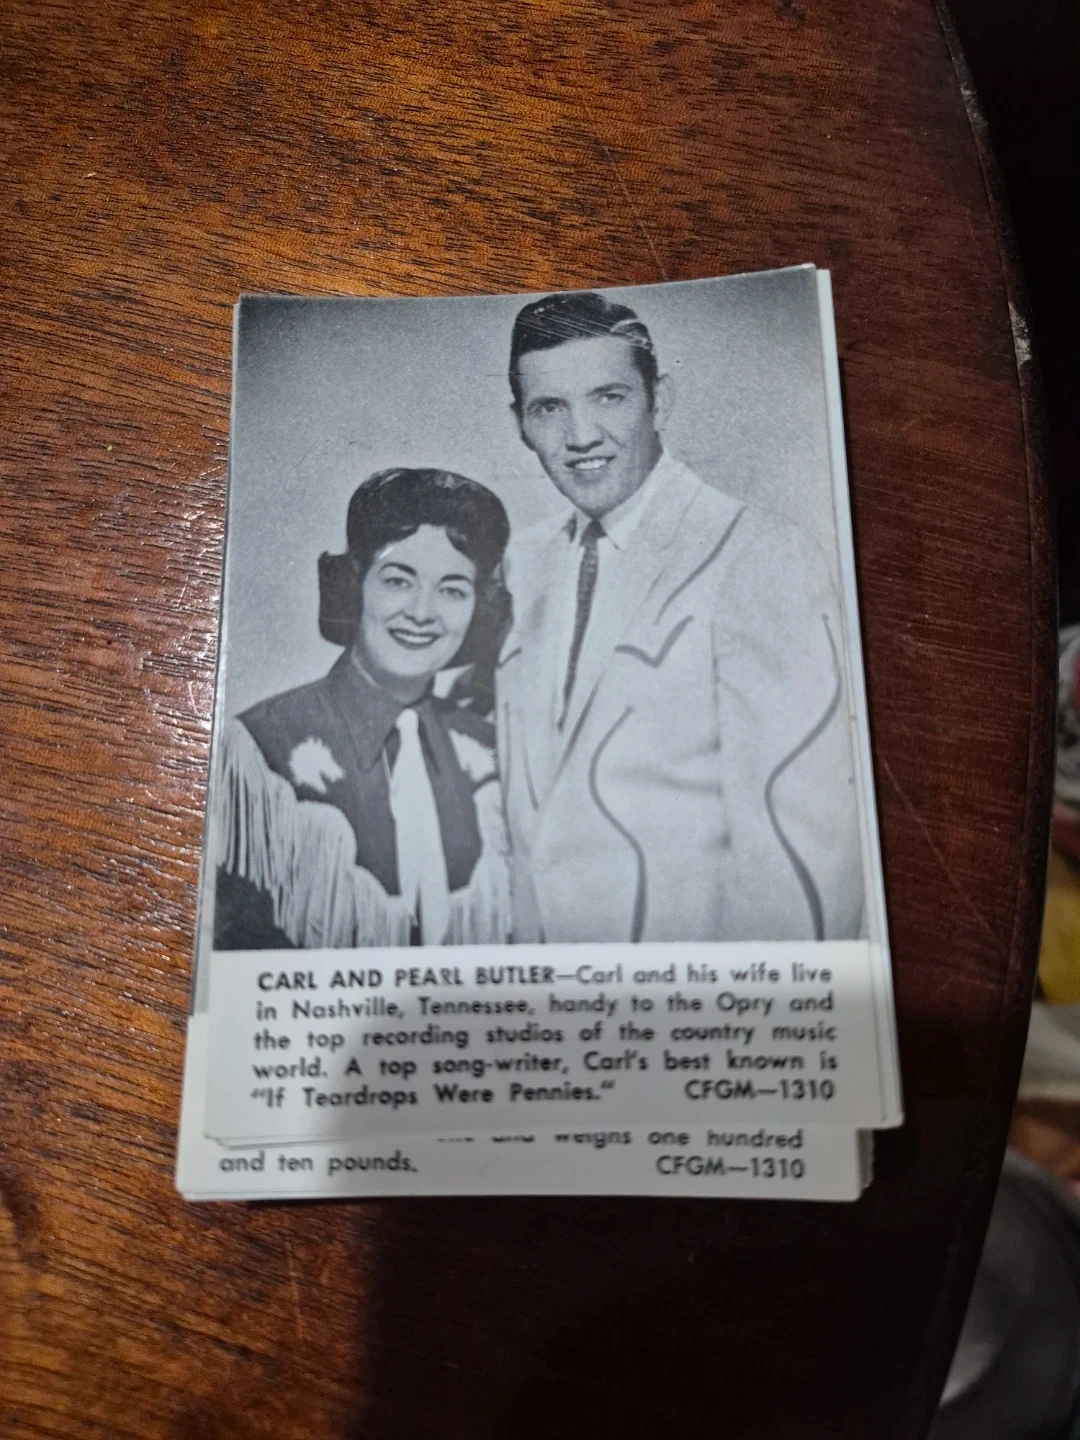 CARL AND PEARL BUTLER—Carl and his wife live
in Nashville, Tennessee, handy to the Opry and
the top recording studios of the country music
world. A top song-writer, Carl's best known is
"If Teardrops Were Pennies." CFGM—1310
and weighs one hundred
and ten pounds. CFGM—1310